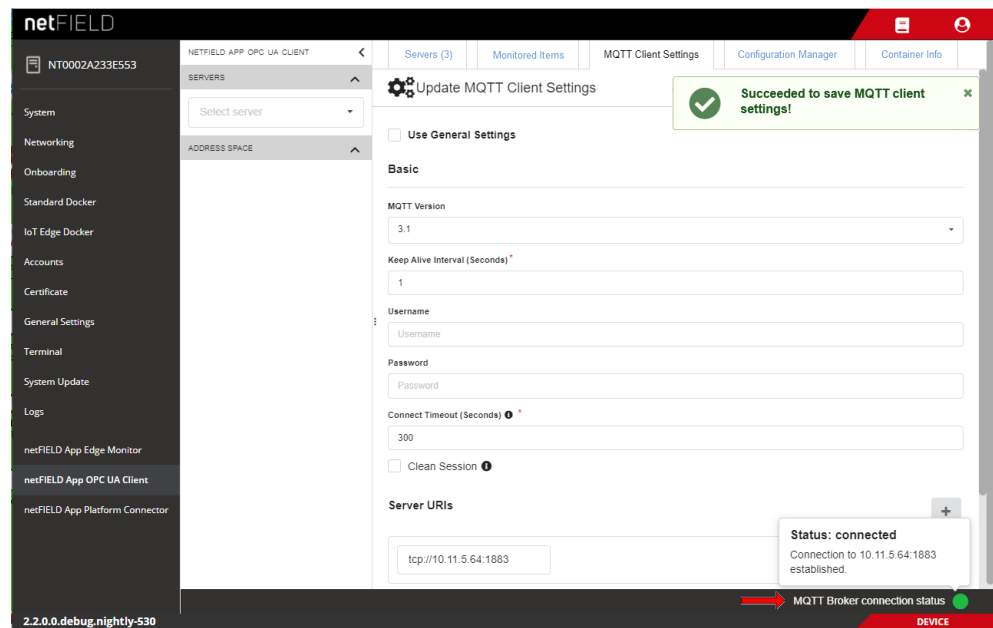 netFIELD
NT0002A233E553
System
Networking
Onboarding
Standard Docker
IoT Edge Docker
Accounts
Certificate
General Settings
Terminal
System Update
Logs
netFIELD App Edge Monitor
netFIELD App OPC UA Client
netFIELD App Platform Connector
NETFIELD APP OPC UA CLIENT
SERVERS
Select server
ADDRESS SPACE
Servers (3)
Monitored Items
MQTT Client Settings
Configuration Manager
Container Info
Update MQTT Client Settings
Succeeded to save MQTT client
settings!
Use General Settings
Basic
MQTT Version
3.1
Keep Alive Interval (Seconds)*
1
Username
Username
Password
Password
Connect Timeout (Seconds) *
300
Clean Session
Server URIs
+
tcp://10.11.5.64:1883
Status: connected
Connection to 10.11.5.64:1883
established.
MQTT Broker connection status
2.2.0.0.debug.nightly-530
DEVICE